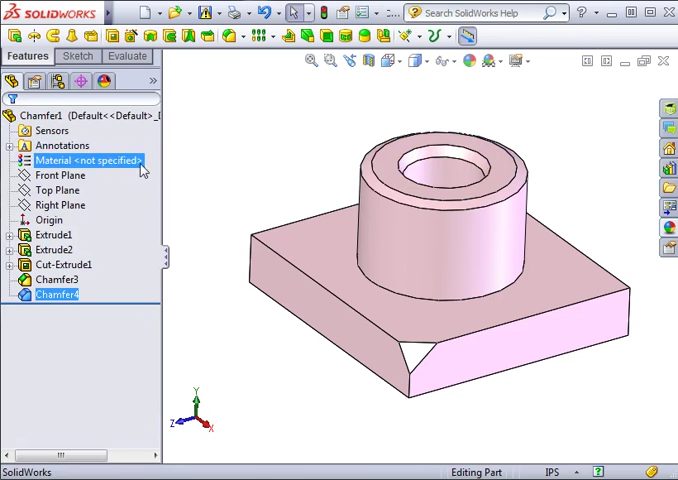 SOLIDWORKS
SolidWorks Help
Features
Sketch
Evaluate
Chamfer1 (Default<<Default>_D
Sensors
Annotations
Material <not specified>
Front Plane
Top Plane
Right Plane
Origin
Extrude1
Extrude2
Cut-Extrude1
Chamfer3
Chamfer4
Y
Z
X
SolidWorks
Editing Part
IPS